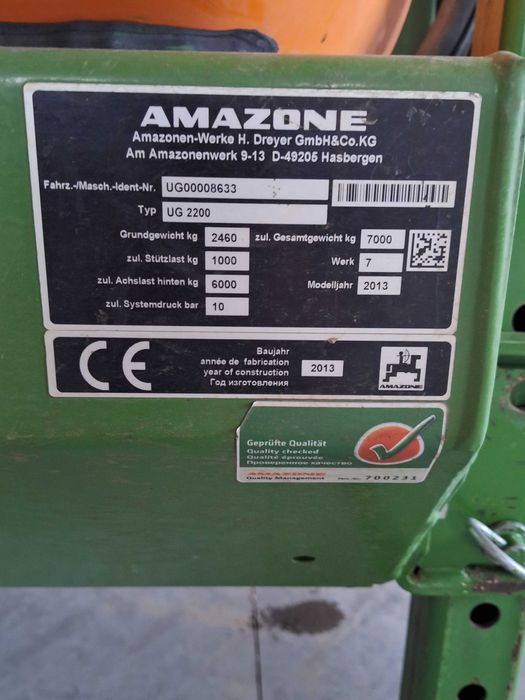 AMAZONE
Amazonen-Werke H. Dreyer GmbH&Co.KG
Am Amazonenwerk 9-13 D-49205 Hasbergen
Fahrz.-/Masch.-Ident-Nr. UG00008633
Typ UG 2200
Grundgewicht kg 2460 zul. Gesamtgewicht kg 7000
zul. Stützlast kg 1000 Werk 7
zul. Achslast hinten kg 6000 Modelljahr 2013
zul. Systemdruck bar 10
CE
Baujahr
année de fabrication
year of construction 2013
Год изготовления
AMAZONE
Geprüfte Qualität
Quality checked
Qualité éprouvée
Проверенное качество
AMAZONE
Quality Management 700231